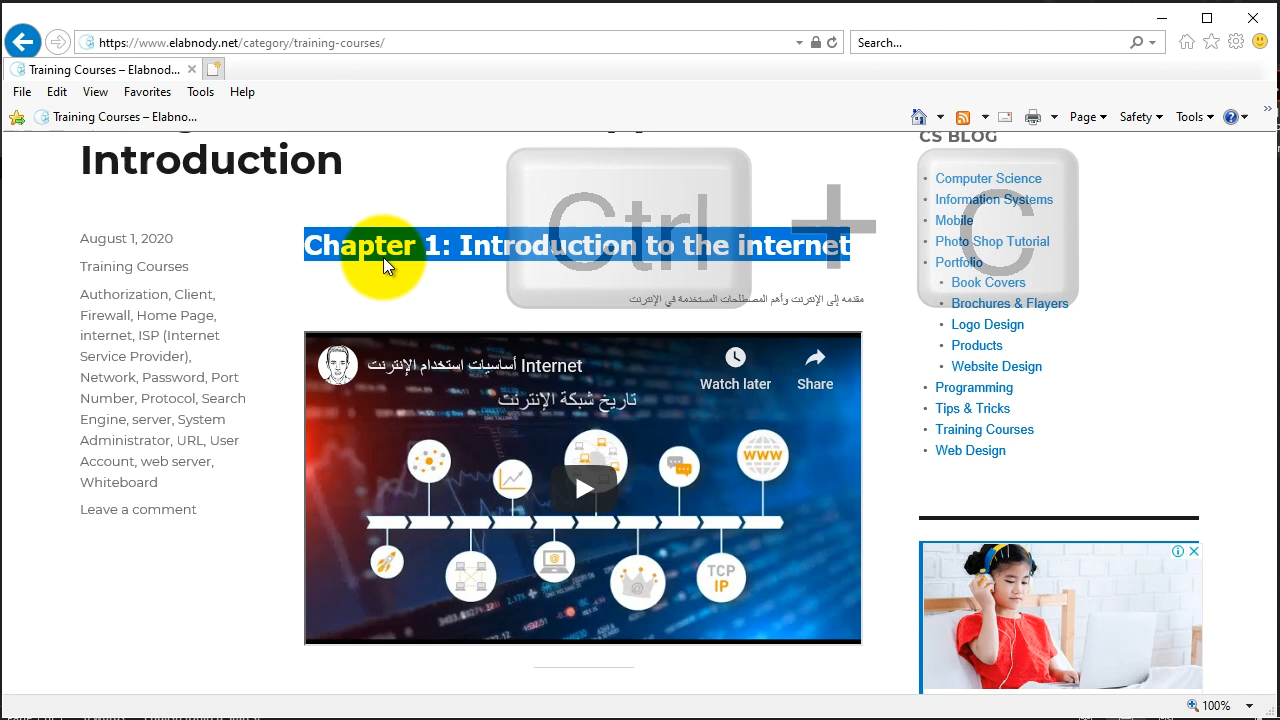 https://www.elabnody.net/category/training-courses/
Search...
Training Courses – Elabnod...
File Edit View Favorites Tools Help
Training Courses – Elabno...
Page Safety Tools
Introduction
August 1, 2020
Training Courses
Authorization, Client,
Firewall, Home Page,
internet, ISP (Internet
Service Provider),
Network, Password, Port
Number, Protocol, Search
Engine, server, System
Administrator, URL, User
Account, web server,
Whiteboard
Leave a comment
Ctrl + C
Chapter 1: Introduction to the internet
مقدمه إلى الإنترنت وأهم المصطلحات المستخدمة في الإنترنت
أساسيات استخدام الإنترنت Internet
Watch later
Share
تاريخ شبكة الإنترنت
WWW
@
@
TCP
IP
CS BLOG
Computer Science
Information Systems
Mobile
Photo Shop Tutorial
Portfolio
Book Covers
Brochures & Flayers
Logo Design
Products
Website Design
Programming
Tips & Tricks
Training Courses
Web Design
100%